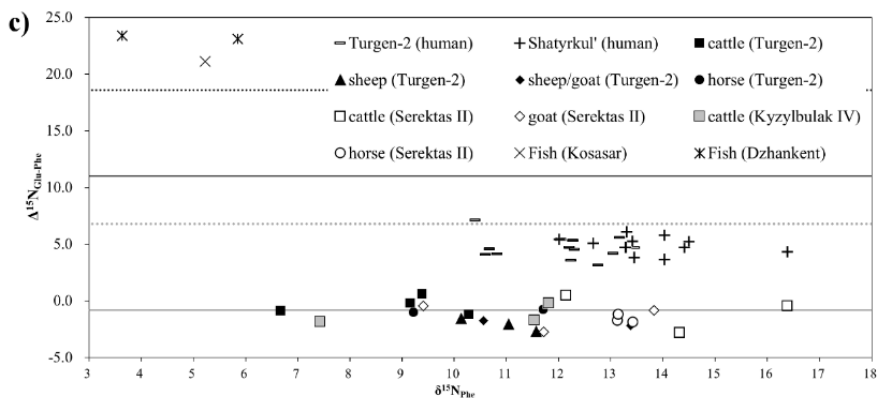 c)
25.0
21.0
15.0
10.0
5.0
0.0
-5.0
Δ¹⁵N_Glu-Phe
Turgen-2 (human) Shatyrkul' (human) cattle (Turgen-2)
sheep (Turgen-2) sheep/goat (Turgen-2) horse (Turgen-2)
cattle (Serektas II) goat (Serektas II) cattle (Kyzylbulak IV)
horse (Serektas II) Fish (Kosasar) Fish (Dzhankent)
3 4 5 6 7 8 9 10 11 12 13 14 15 16 17 18
δ¹⁵N_Phe